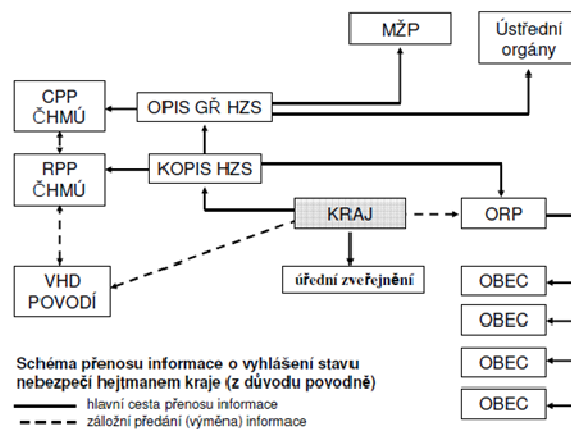 MŽP
Ústřední
orgány
CPP
ČHMÚ
OPIS GŘ HZS
RPP
ČHMÚ
KOPIS HZS
KRAJ
ORP
VHD
POVODÍ
úřední zveřejnění
OBEC
OBEC
OBEC
OBEC
Schéma přenosu informace o vyhlášení stavu
nebezpečí hejtmanem kraje (z důvodu povodně)
hlavní cesta přenosu informace
záložní předání (výměna) informace